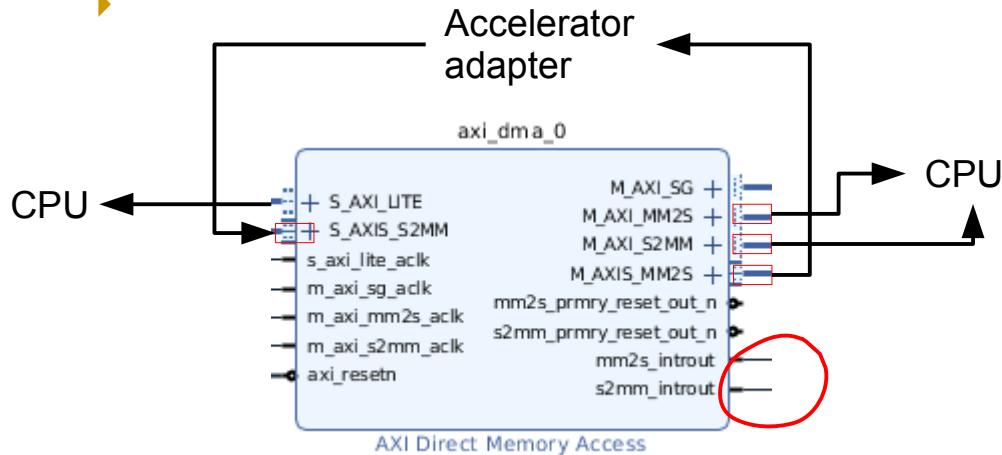 Accelerator
adapter
axi_dma_0
CPU
CPU
S_AXI_LITE
S_AXIS_S2MM
s_axi_lite_aclk
m_axi_sg_aclk
m_axi_mm2s_aclk
m_axi_s2mm_aclk
axi_resetn
M_AXI_SG
M_AXI_MM2S
M_AXI_S2MM
M_AXIS_MM2S
mm2s_prmry_reset_out_n
s2mm_prmry_reset_out_n
mm2s_introut
s2mm_introut
AXI Direct Memory Access